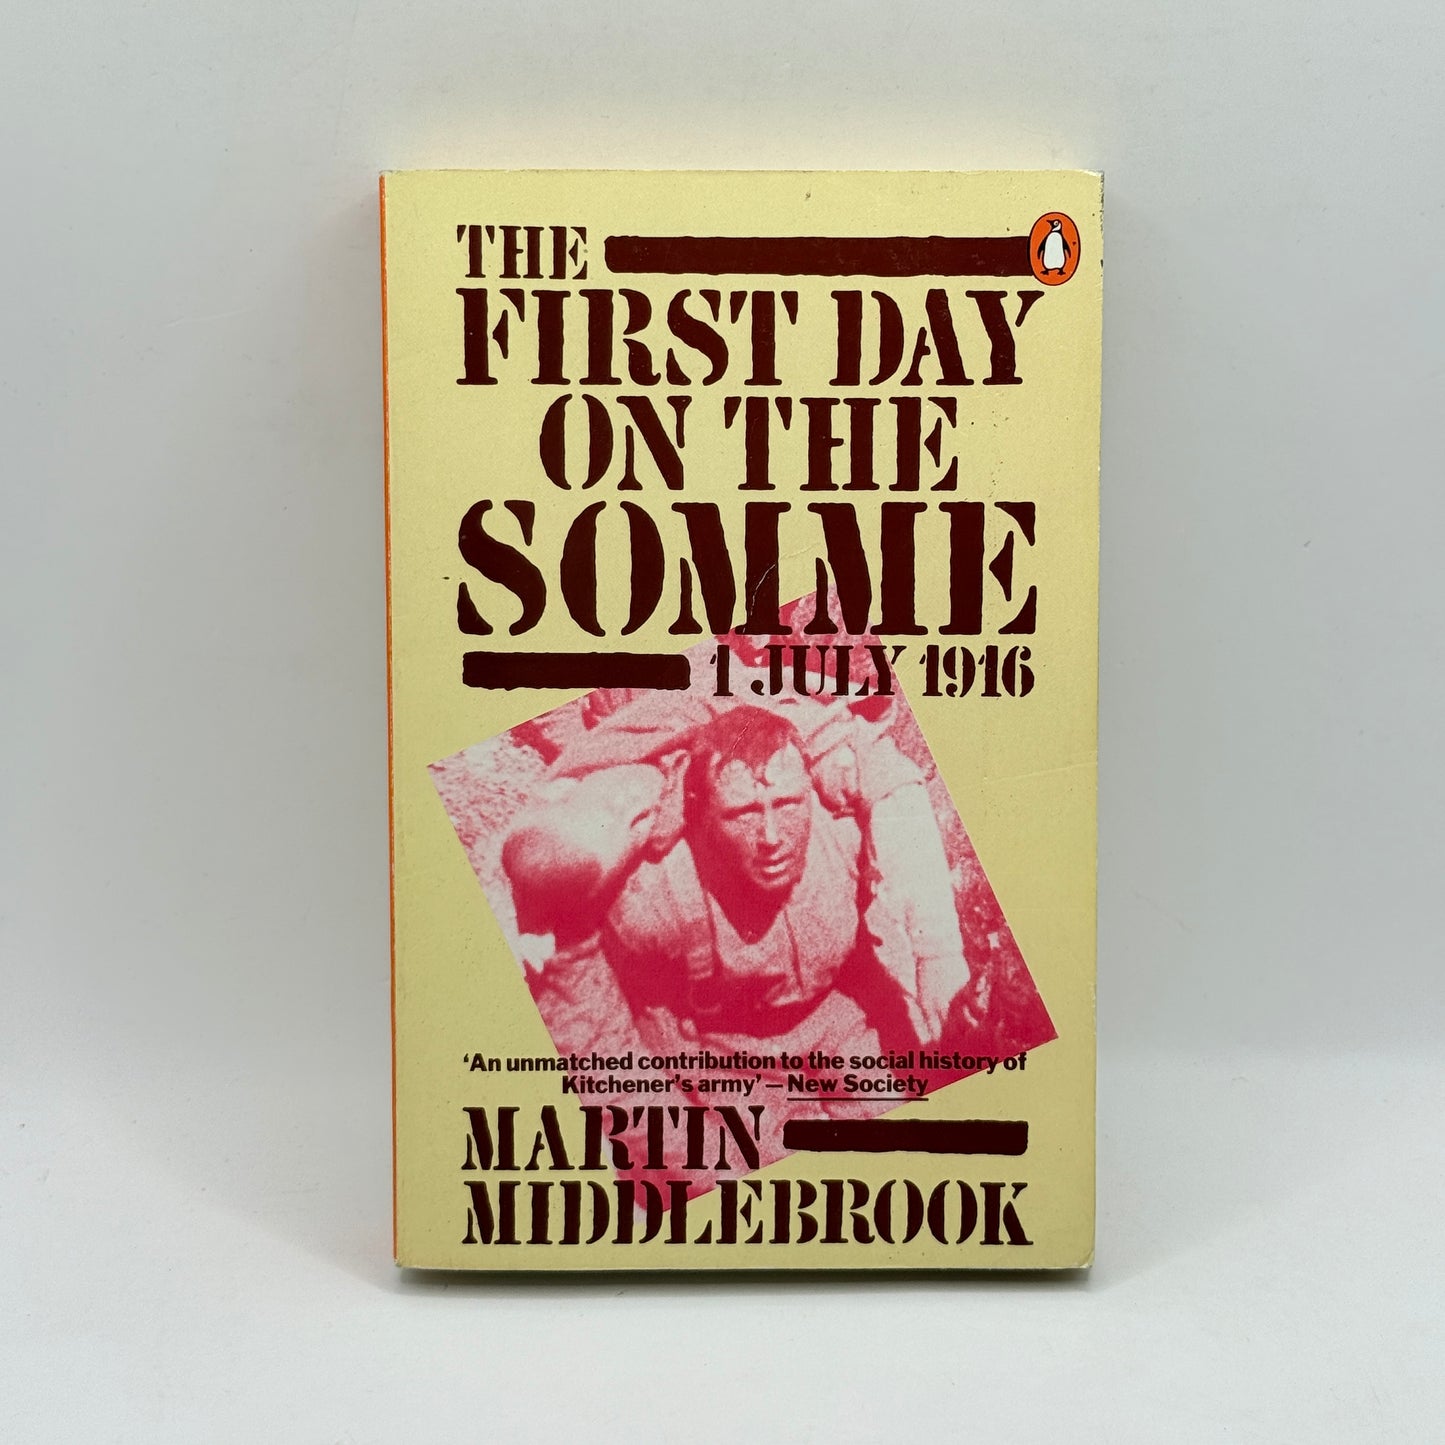 THE
FIRST DAY
ON THE
SOMME
1 JULY 1916
‘An unmatched contribution to the social history of
Kitchener’s army’ – New Society
MARTIN
MIDDLEBROOK